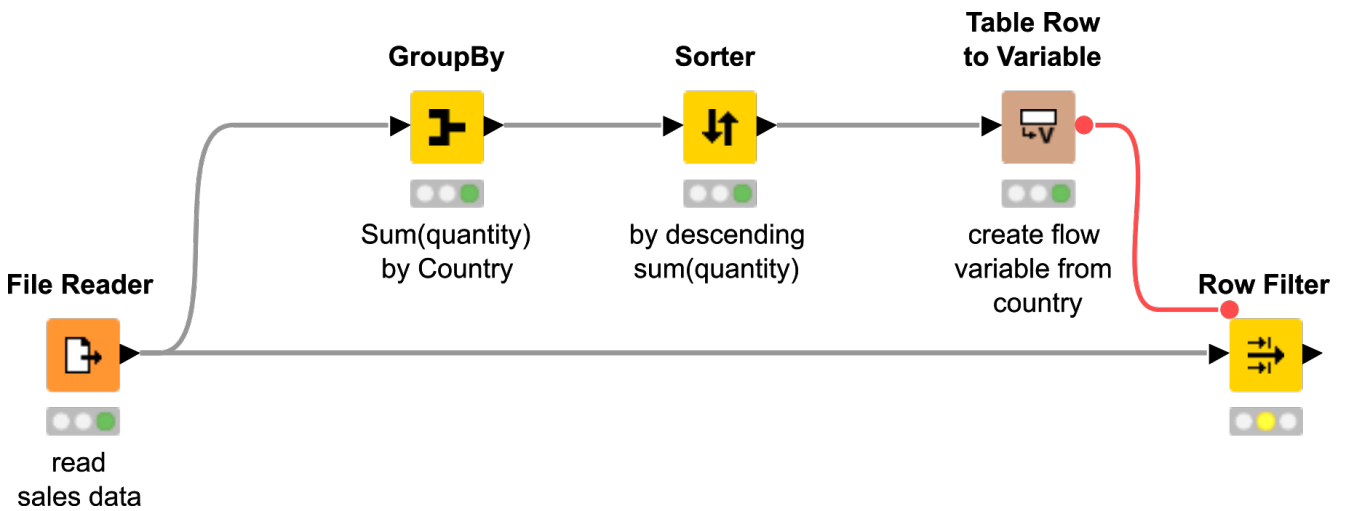 GroupBy
Sum(quantity)
by Country
Sorter
by descending
sum(quantity)
Table Row
to Variable
V
create flow
variable from
country
File Reader
read
sales data
Row Filter